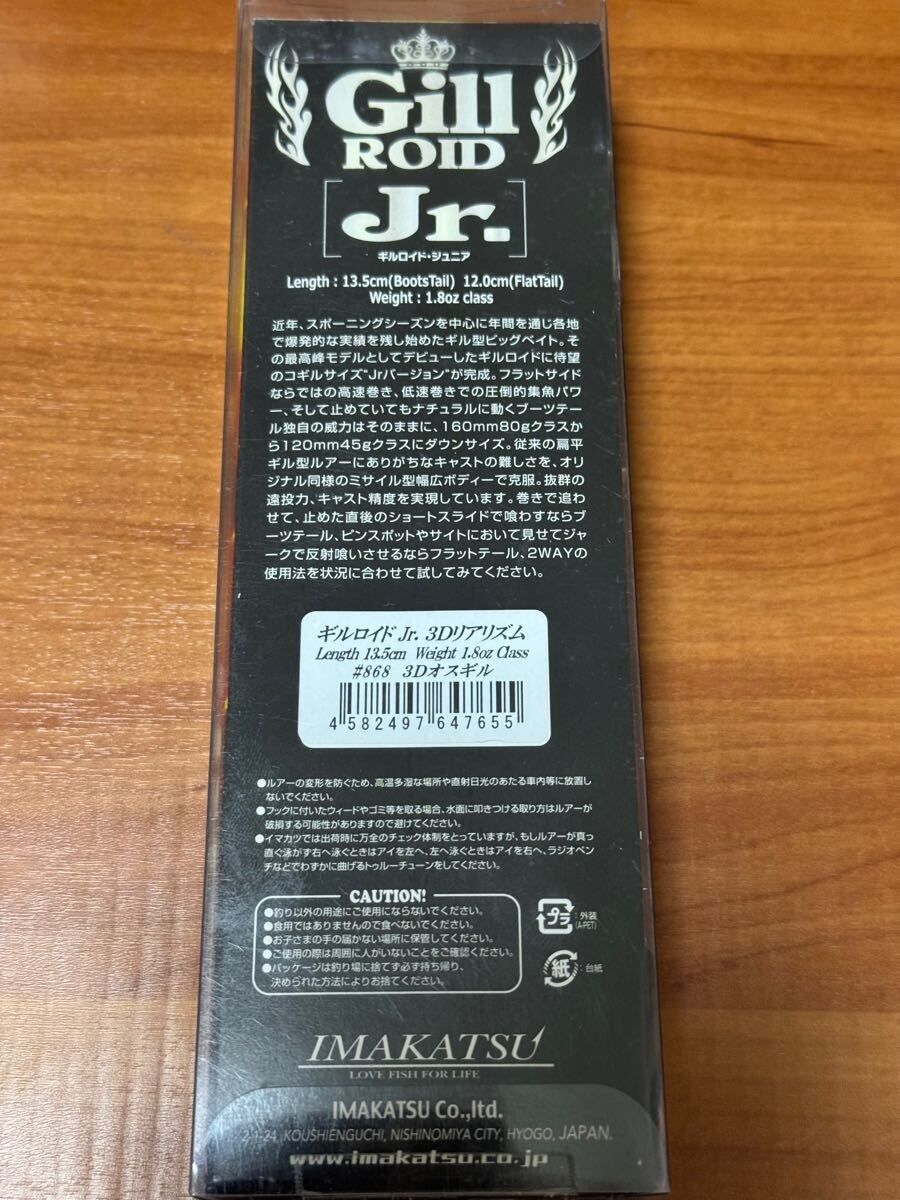 Gill
ROID
Jr.
ギルロイド・ジュニア
Length : 13.5cm(BootsTail) 12.0cm(FlatTail)
Weight : 1.8oz class
近年、スポーニングシーズンを中心に年間を通じ各地
で爆発的な実績を残し始めたギル型ビッグベイト。そ
の最高峰モデルとしてデビューしたギルロイドに待望
のコギルサイズ"Jrバージョン"が完成。フラットサイド
ならではの高速巻き、低速巻きでの圧倒的集魚パワ
ー、そして止めていてもナチュラルに動くブーツテー
ル独自の威力はそのままに、160mm80gクラスか
ら120mm45gクラスにダウンサイズ。従来の扁平
ギル型ルアーにありがちなキャストの難しさを、オリ
ジナル同様のミサイル型幅広ボディーで克服。抜群の
遠投力、キャスト精度を実現しています。巻きで追わ
せて、止めた直後のショートスライドで喰わすならブ
ーツテール、ピンスポットやサイトにおいて見せてジャ
ークで反射喰いさせるならフラットテール、2WAYの
使用法を状況に合わせて試してみてください。
ギルロイド Jr. 3Dリアリズム
Length 13.5cm Weight 1.8oz Class
#868 3Dオスギル
4 582497 647655
●ルアーの変形を防ぐため、高温多湿な場所や直射日光のあたる車内等に放置し
ないでください。
●フックに付いたウィードやゴミ等を取る場合、水面に叩きつける取り方はルアーが
破損する可能性がありますので避けてください。
●イマカツでは出荷時に万全のチェック体制をとっていますが、もしルアーが真っ
直ぐ泳がず右へ泳ぐときはアイを左へ、左へ泳ぐときはアイを右へ、ラジオペン
チなどでわずかに曲げるトゥルーチューンをしてください。
CAUTION!
●釣り以外の用途にご使用にならないでください。
●食用ではありませんので食べないでください。
●お子さまの手の届かない場所に保管してください。
●ご使用の際は周囲に人がいないことをご確認ください。
●パッケージは釣り場に捨てず必ず持ち帰り、
決められた方法によりお捨てください。
プラ : 外装
(A-PET)
紙 : 台紙
IMAKATSU
LOVE FISH FOR LIFE
IMAKATSU Co.,ltd.
2-1-24, KOUSHIENGUCHI, NISHINOMIYA CITY, HYOGO, JAPAN.
www.imakatsu.co.jp